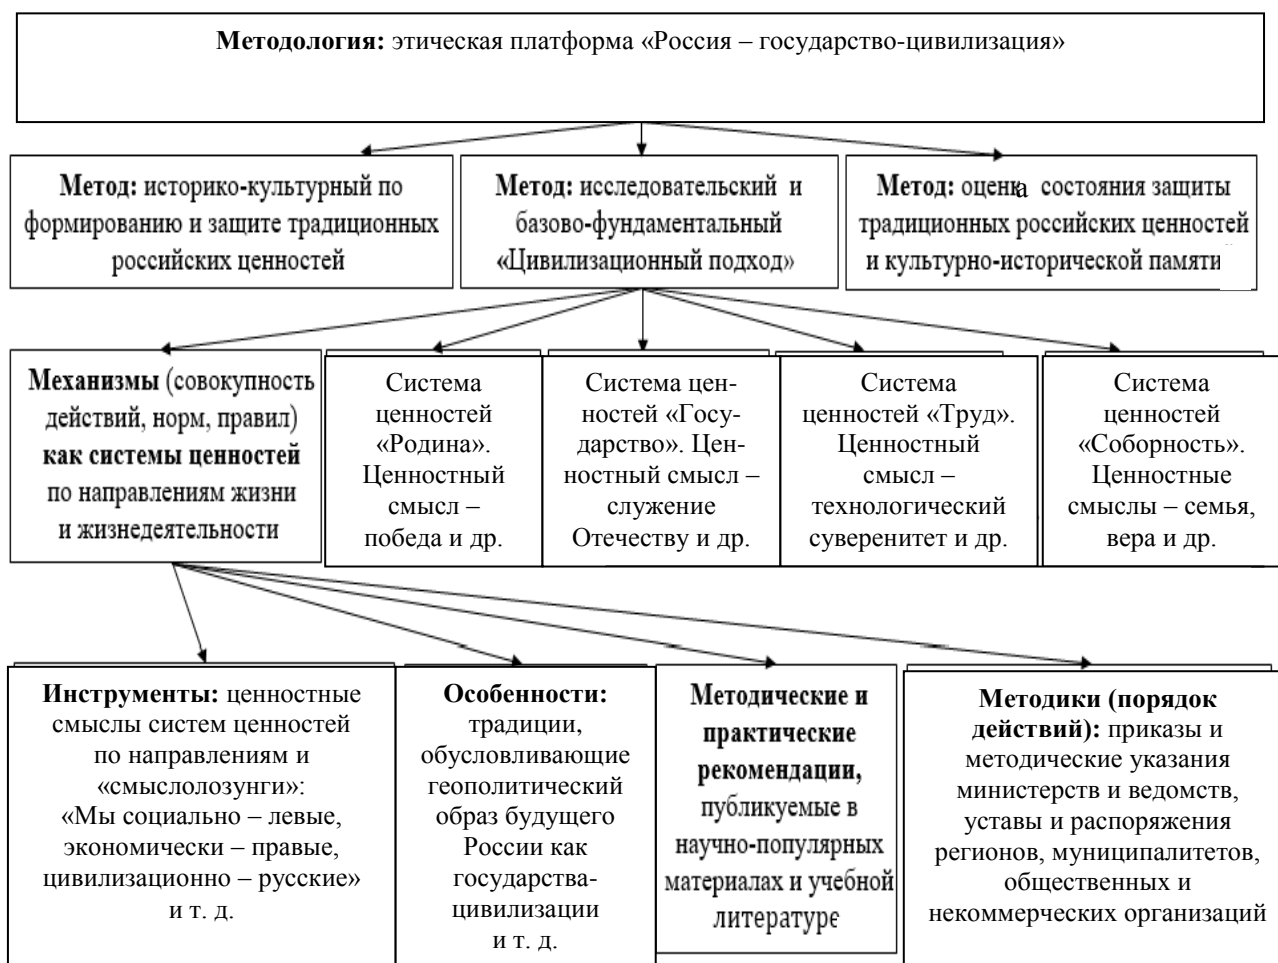 Методология: этическая платформа «Россия – государство-цивилизация»
Метод: историко-культурный по
формированию и защите традиционных
российских ценностей
Метод: исследовательский и
базово-фундаментальный
«Цивилизационный подход»
Метод: оценка состояния защиты
традиционных российских ценностей
и культурно-исторической памяти
Механизмы (совокупность
действий, норм, правил)
как системы ценностей
по направлениям жизни
и жизнедеятельности
Система
ценностей
«Родина».
Ценностный
смысл –
победа и др.
Система цен-
ностей «Госу-
дарство». Цен-
ностный смысл –
служение
Отечеству и др.
Система
ценностей «Труд».
Ценностный
смысл –
технологический
суверенитет и др.
Система
ценностей
«Соборность».
Ценностные
смыслы – семья,
вера и др.
Инструменты: ценностные
смыслы систем ценностей
по направлениям и
«смыслолозунги»:
«Мы социально – левые,
экономически – правые,
цивилизационно – русские»
и т. д.
Особенности:
традиции,
обусловливающие
геополитический
образ будущего
России как
государства-
цивилизации
и т. д.
Методические и
практические
рекомендации,
публикуемые в
научно-популярных
материалах и учебной
литературе
Методики (порядок
действий): приказы и
методические указания
министерств и ведомств,
уставы и распоряжения
регионов, муниципалитетов,
общественных и
некоммерческих организаций